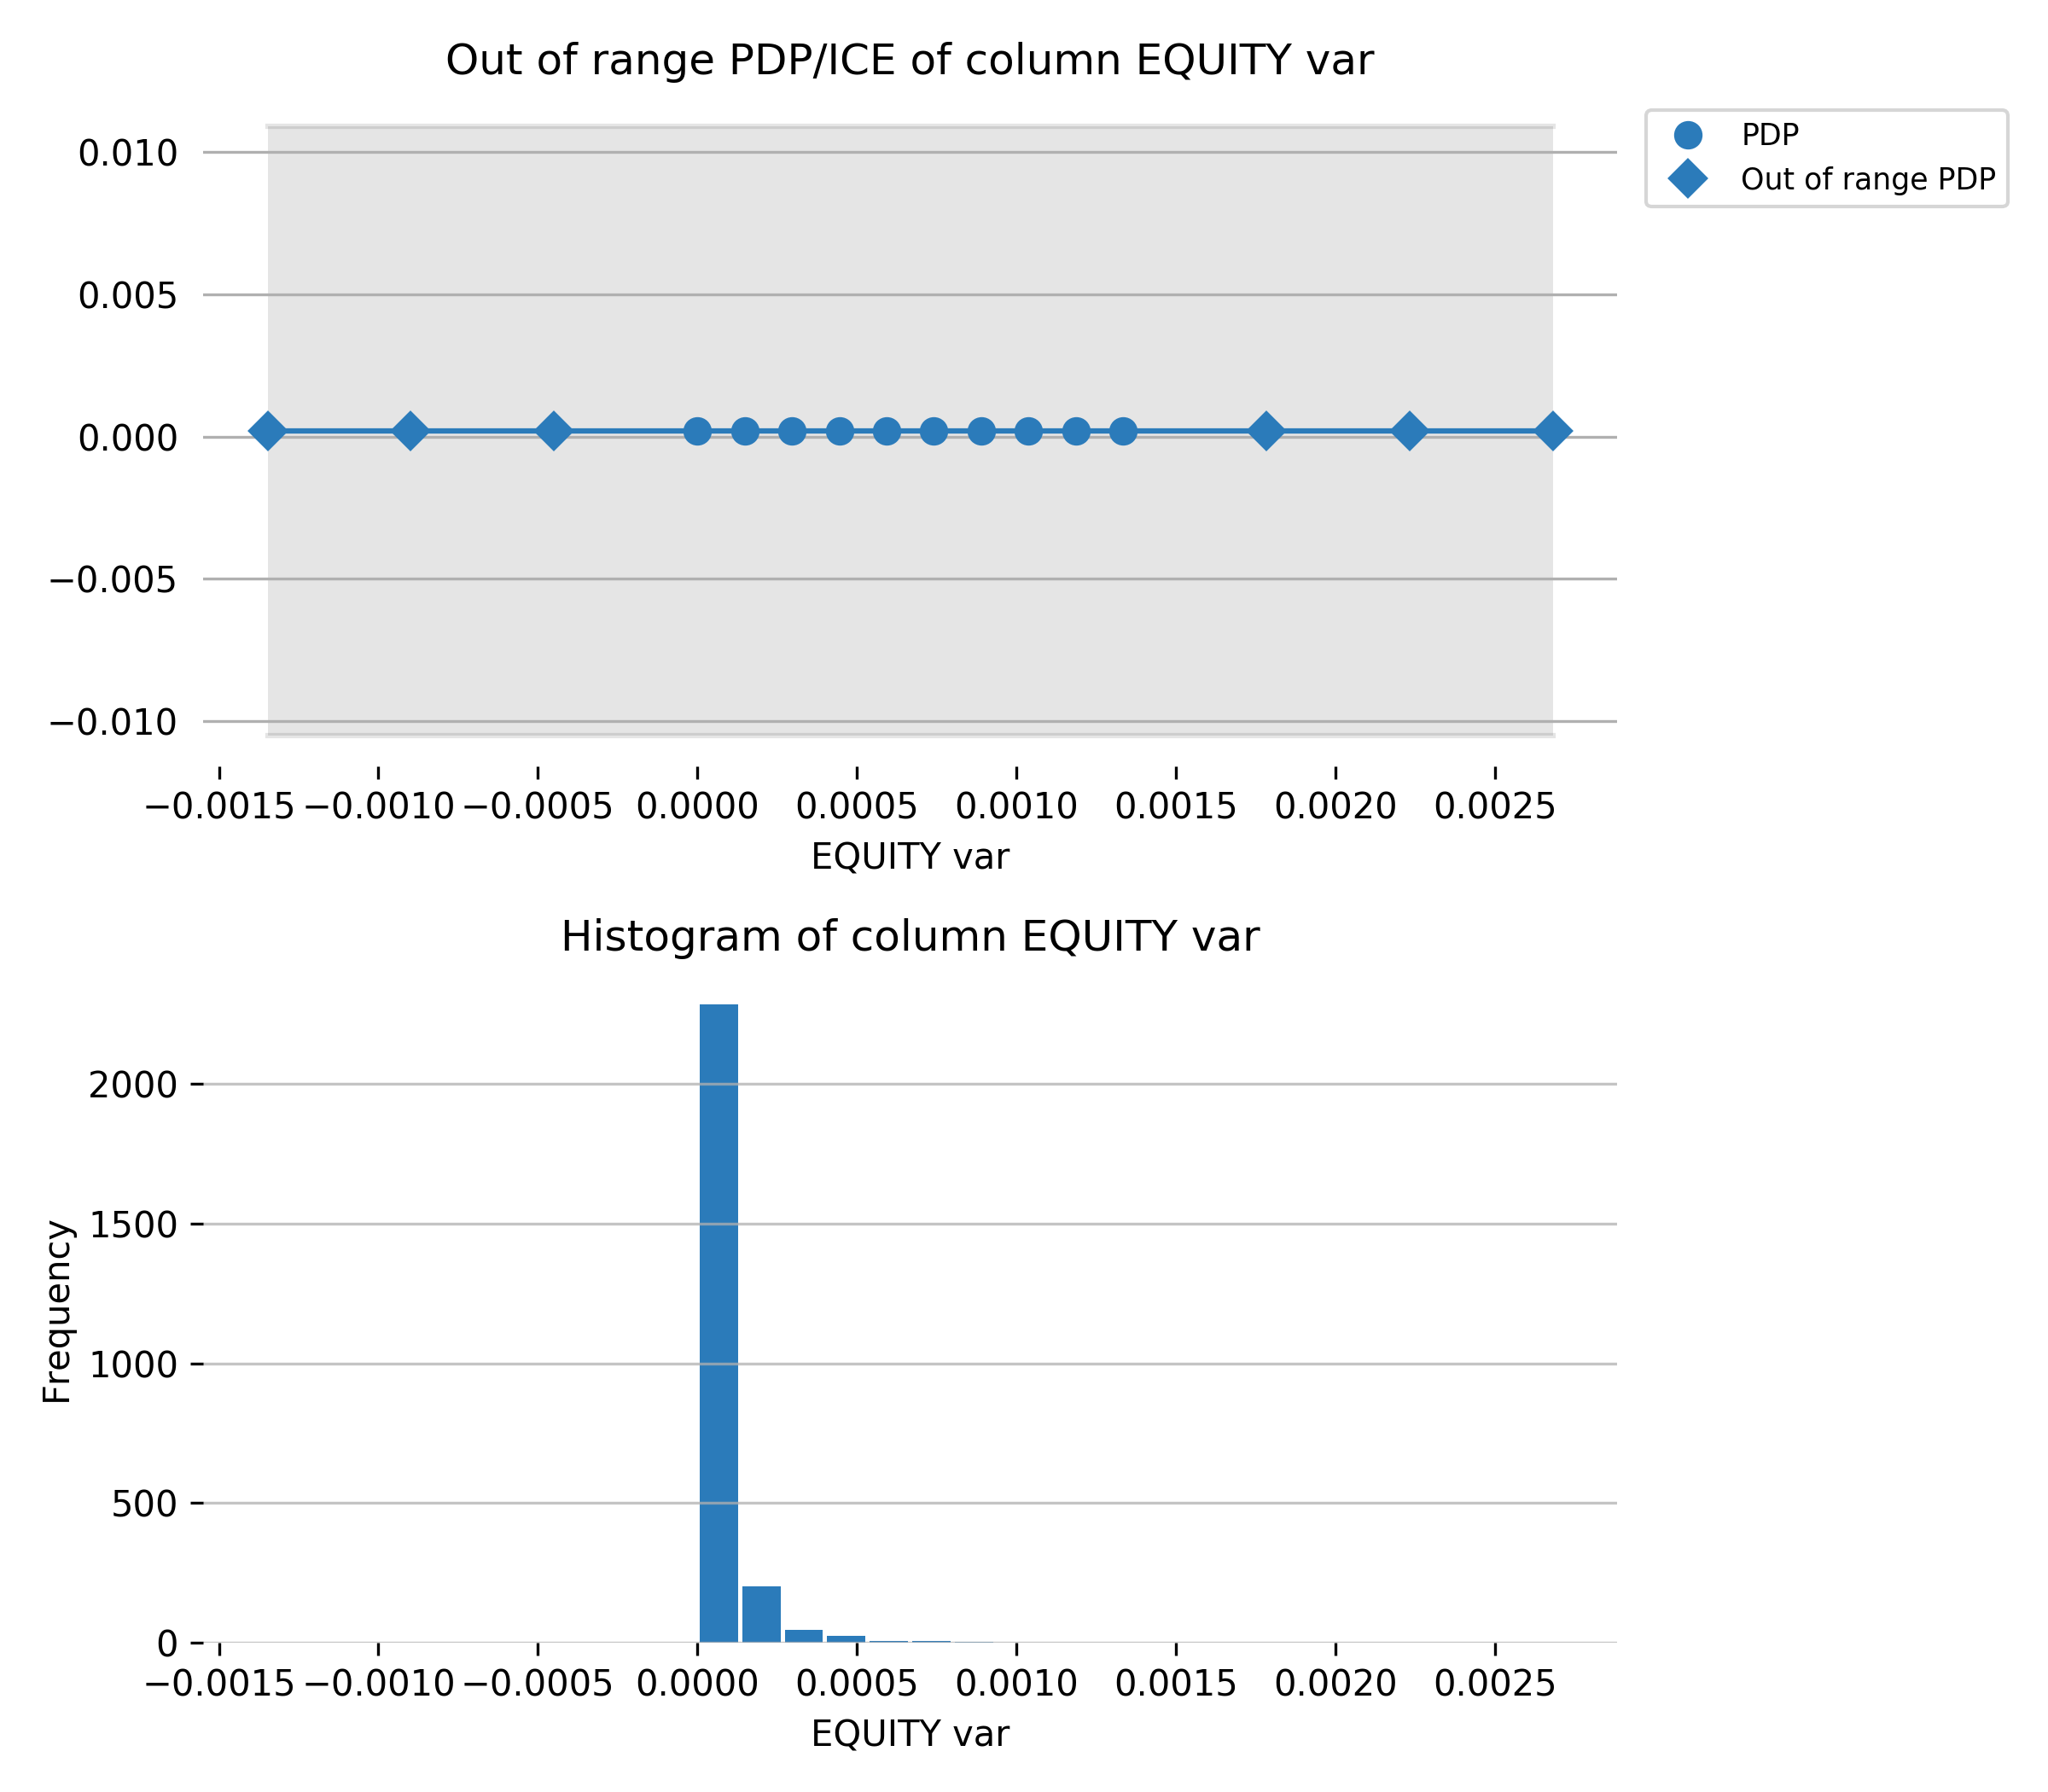 Out of range PDP/ICE of column EQUITY var
PDP
Out of range PDP
0.010
0.005
0.000
−0.005
−0.010
−0.0015 −0.0010 −0.0005 0.0000 0.0005 0.0010 0.0015 0.0020 0.0025
EQUITY var
Histogram of column EQUITY var
Frequency
2000
1500
1000
500
0
−0.0015 −0.0010 −0.0005 0.0000 0.0005 0.0010 0.0015 0.0020 0.0025
EQUITY var